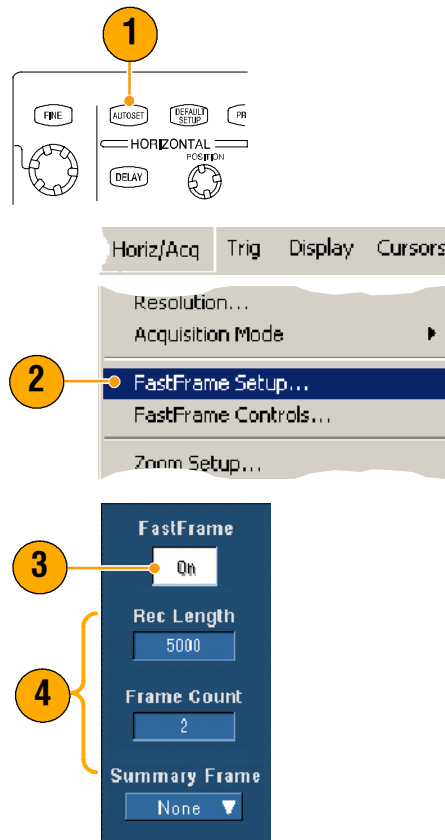 1
FINE
AUTOSET
DEFAULT SETUP
PR
HORIZONTAL
POSITION
DELAY
Horiz/Acq Trig Display Cursors
Resolution...
Acquisition Mode
2
FastFrame Setup...
FastFrame Controls...
Zoom Setup...
FastFrame
3
On
Rec Length
5000
4
Frame Count
2
Summary Frame
None